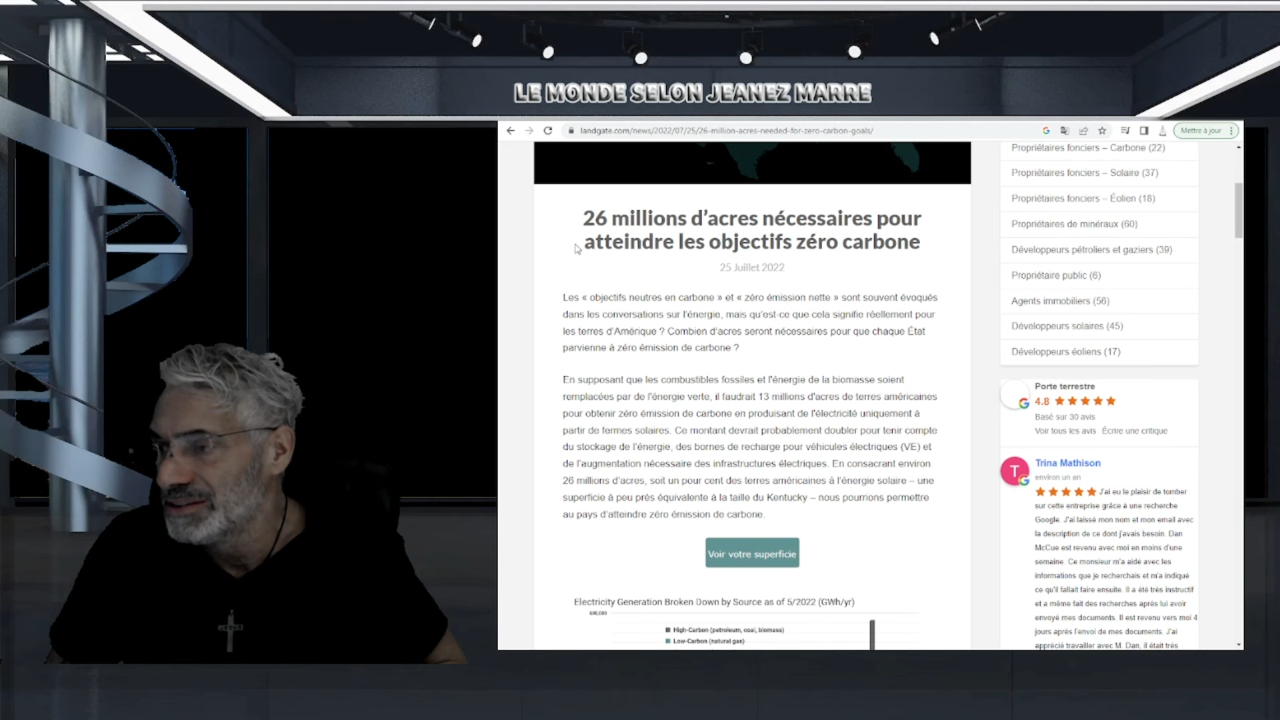 LE MONDE SELON JEANEZ MARRE
landgate.com/news/2022/07/25/26-million-acres-needed-for-zero-carbon-goals/
Mettre à jour
26 millions d'acres nécessaires pour
atteindre les objectifs zéro carbone
25 Juillet 2022
Les « objectifs neutres en carbone » et « zéro émission nette » sont souvent évoqués
dans les conversations sur l'énergie, mais qu'est-ce que cela signifie réellement pour
les terres d'Amérique ? Combien d'acres seront nécessaires pour que chaque État
parvienne à zéro émission de carbone ?
En supposant que les combustibles fossiles et l'énergie de la biomasse soient
remplacées par de l'énergie verte, il faudrait 13 millions d'acres de terres américaines
pour obtenir zéro émission de carbone en produisant de l'électricité uniquement à
partir de fermes solaires. Ce montant devrait probablement doubler pour tenir compte
du stockage de l'énergie, des bornes de recharge pour véhicules électriques (VE) et
de l'augmentation nécessaire des infrastructures électriques. En consacrant environ
26 millions d'acres, soit un pour cent des terres américaines à l'énergie solaire – une
superficie à peu près équivalente à la taille du Kentucky – nous pourrions permettre
au pays d'atteindre zéro émission de carbone.
Voir votre superficie
Electricity Generation Broken Down by Source as of 5/2022 (GWh/yr)
High-Carbon (petroleum, coal, biomass)
Low-Carbon (natural gas)
Propriétaires fonciers – Carbone (22)
Propriétaires fonciers – Solaire (37)
Propriétaires fonciers – Éolien (18)
Propriétaires de minéraux (60)
Développeurs pétroliers et gaziers (39)
Propriétaire public (6)
Agents immobiliers (56)
Développeurs solaires (45)
Développeurs éoliens (17)
Porte terrestre
4.8
Basé sur 30 avis
Voir tous les avis Écrire une critique
T
Trina Mathison
environ un an
J'ai eu le plaisir de tomber
sur cette entreprise grâce à une recherche
Google. J'ai laissé mon nom et mon email avec
la description de ce dont j'avais besoin. Dan
McCue est revenu avec moi en moins d'une
semaine. Ce monsieur m'a aidé avec les
informations que je recherchais et m'a indiqué
ce qu'il fallait faire ensuite. Il a été très instructif
et a même fait des recherches après lui avoir
envoyé mes documents. Il est revenu vers moi 4
jours après l'envoi de mes documents. J'ai
apprécié travailler avec M. Dan, il était très